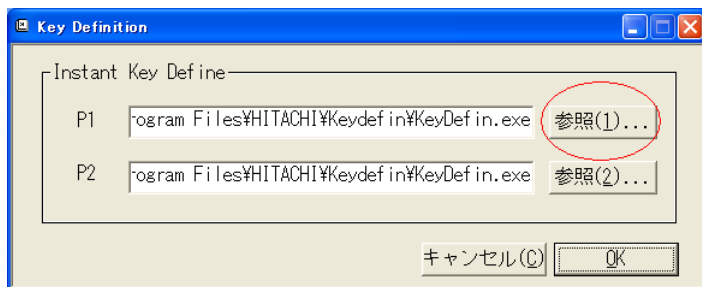 Key Definition
Instant Key Define
P1 rogram Files¥HITACHI¥Keydefin¥KeyDefin.exe 参照(1)...
P2 rogram Files¥HITACHI¥Keydefin¥KeyDefin.exe 参照(2)...
キャンセル(C) OK